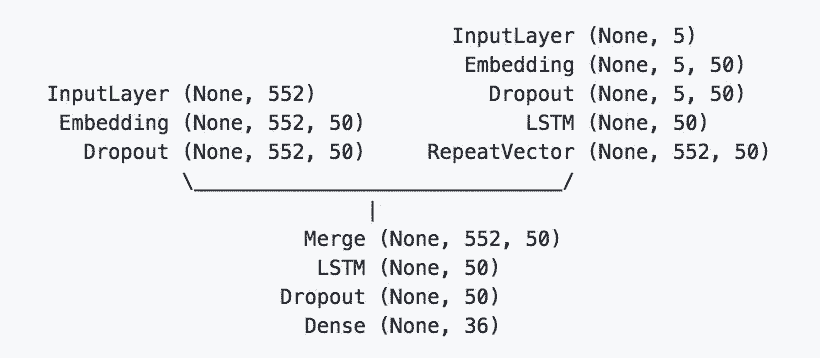 InputLayer (None, 5)
Embedding (None, 5, 50)
InputLayer (None, 552) Dropout (None, 5, 50)
Embedding (None, 552, 50) LSTM (None, 50)
Dropout (None, 552, 50) RepeatVector (None, 552, 50)
\_____________________________/
|
Merge (None, 552, 50)
LSTM (None, 50)
Dropout (None, 50)
Dense (None, 36)